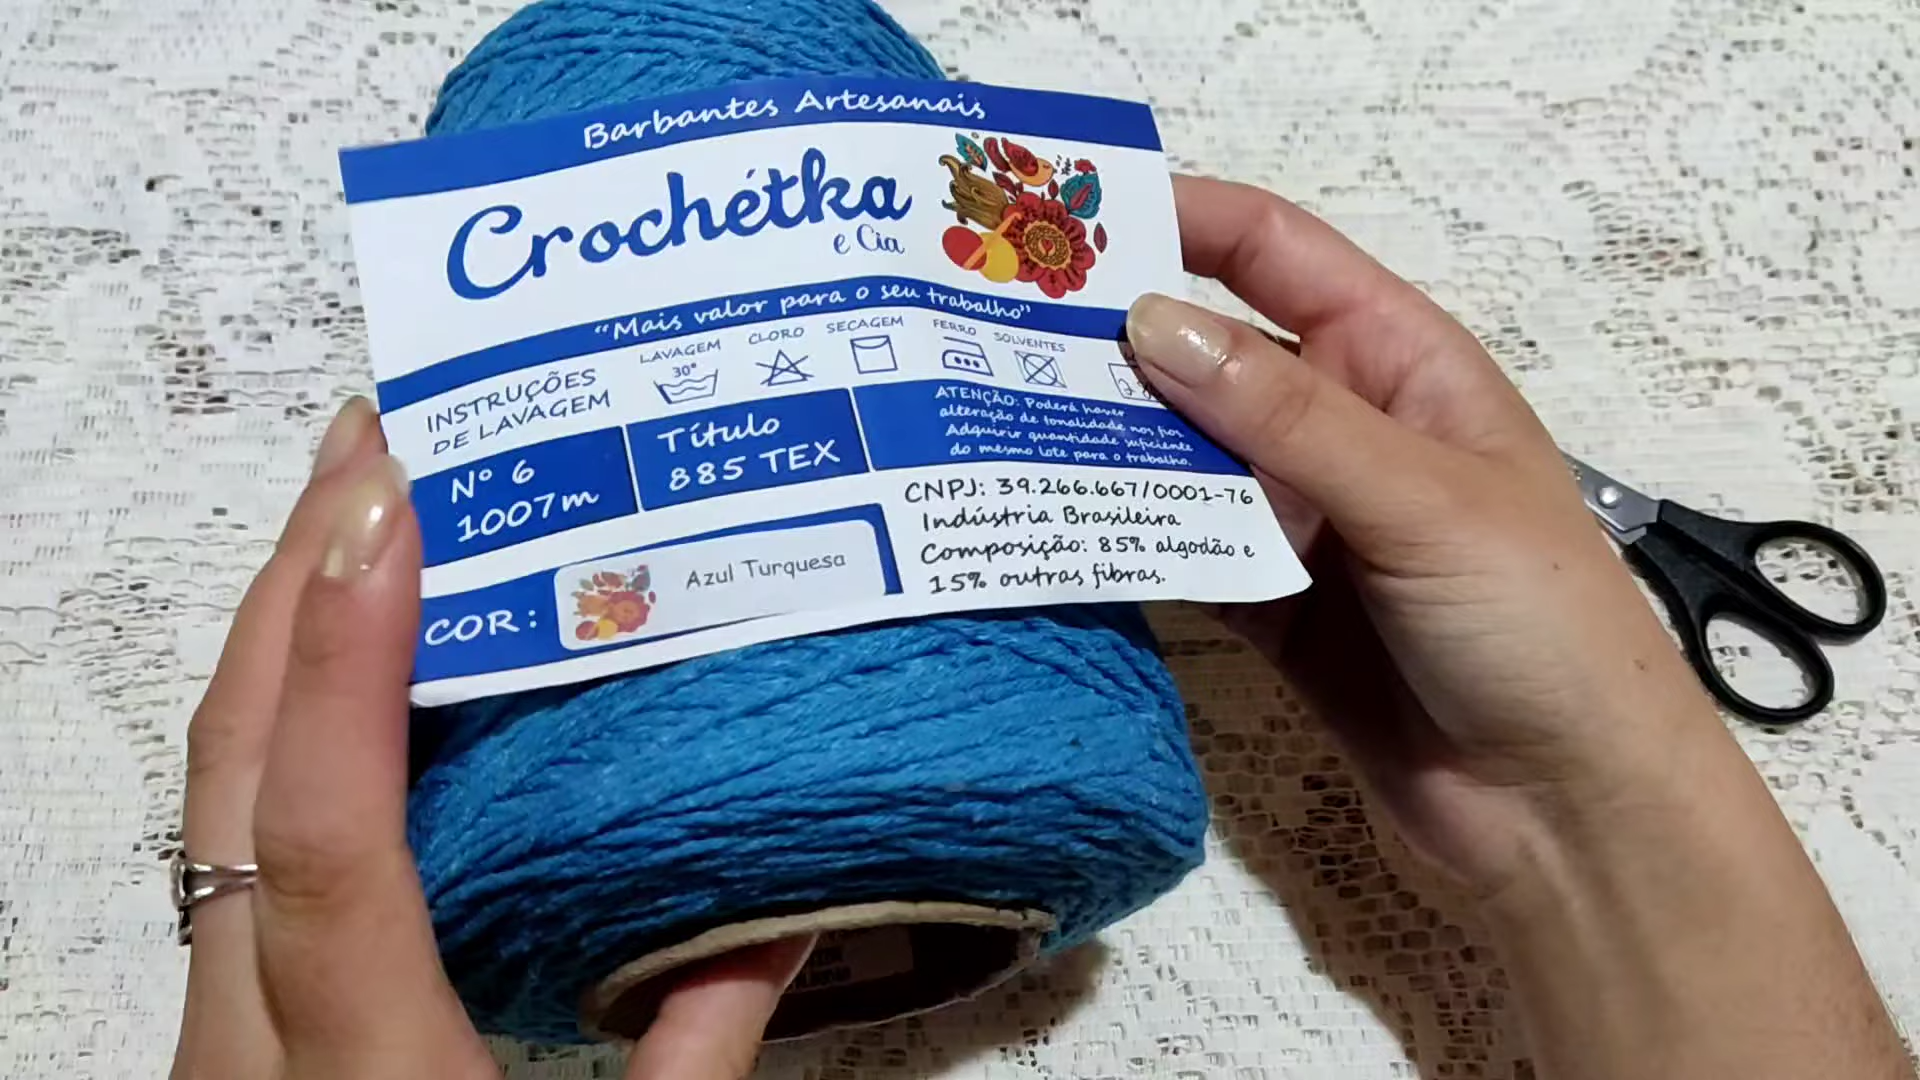 Barbantes Artesanais
Crochétka
e Cia
“Mais valor para o seu trabalho”
INSTRUÇÕES
DE LAVAGEM
LAVAGEM
30°
CLORO
SECAGEM
FERRO
SOLVENTES
Nº 6
1007m
Título
885 TEX
ATENÇÃO: Poderá haver
alteração de tonalidade nos fios.
Adquirir quantidade suficiente
do mesmo lote para o trabalho.
COR:
Azul Turquesa
CNPJ: 39.266.667/0001-76
Indústria Brasileira
Composição: 85% algodão e
15% outras fibras.